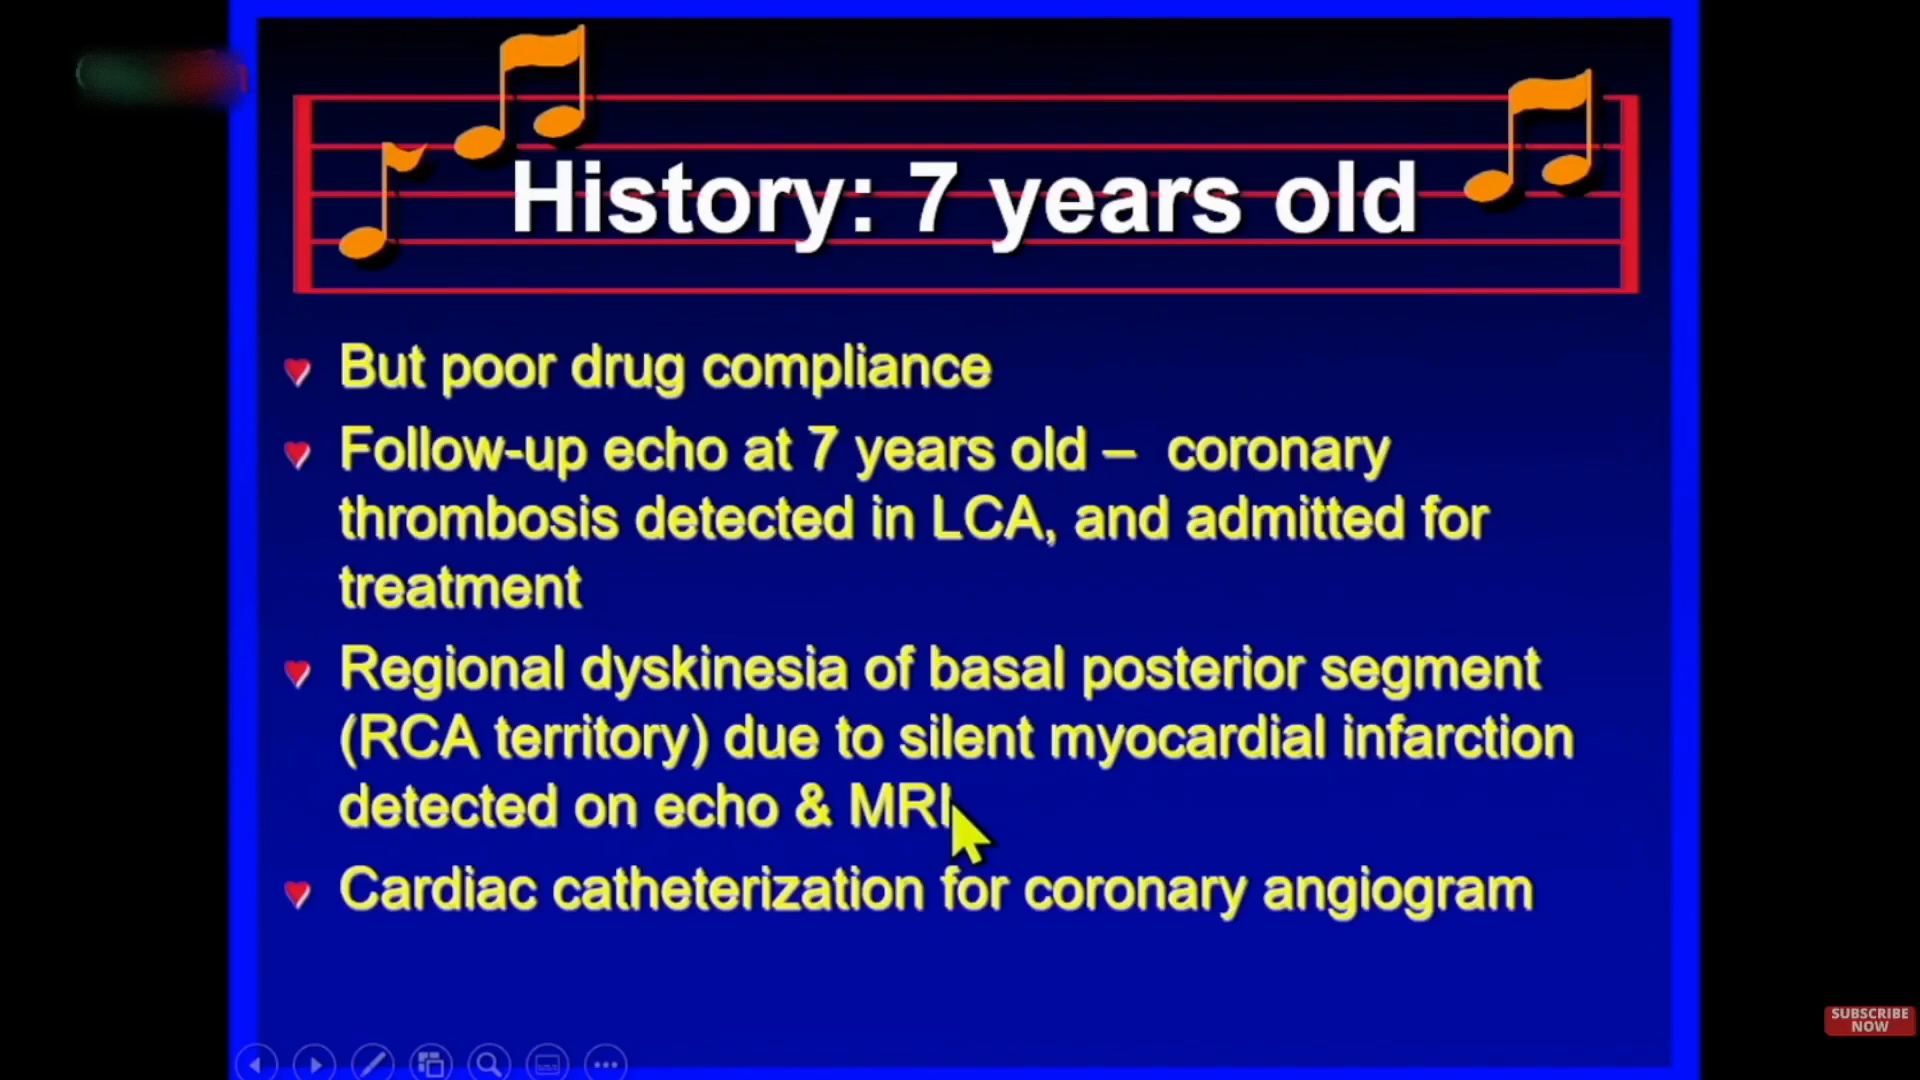 History: 7 years old
But poor drug compliance
Follow-up echo at 7 years old – coronary
thrombosis detected in LCA, and admitted for
treatment
Regional dyskinesia of basal posterior segment
(RCA territory) due to silent myocardial infarction
detected on echo & MRI
Cardiac catheterization for coronary angiogram
SUBSCRIBE
NOW